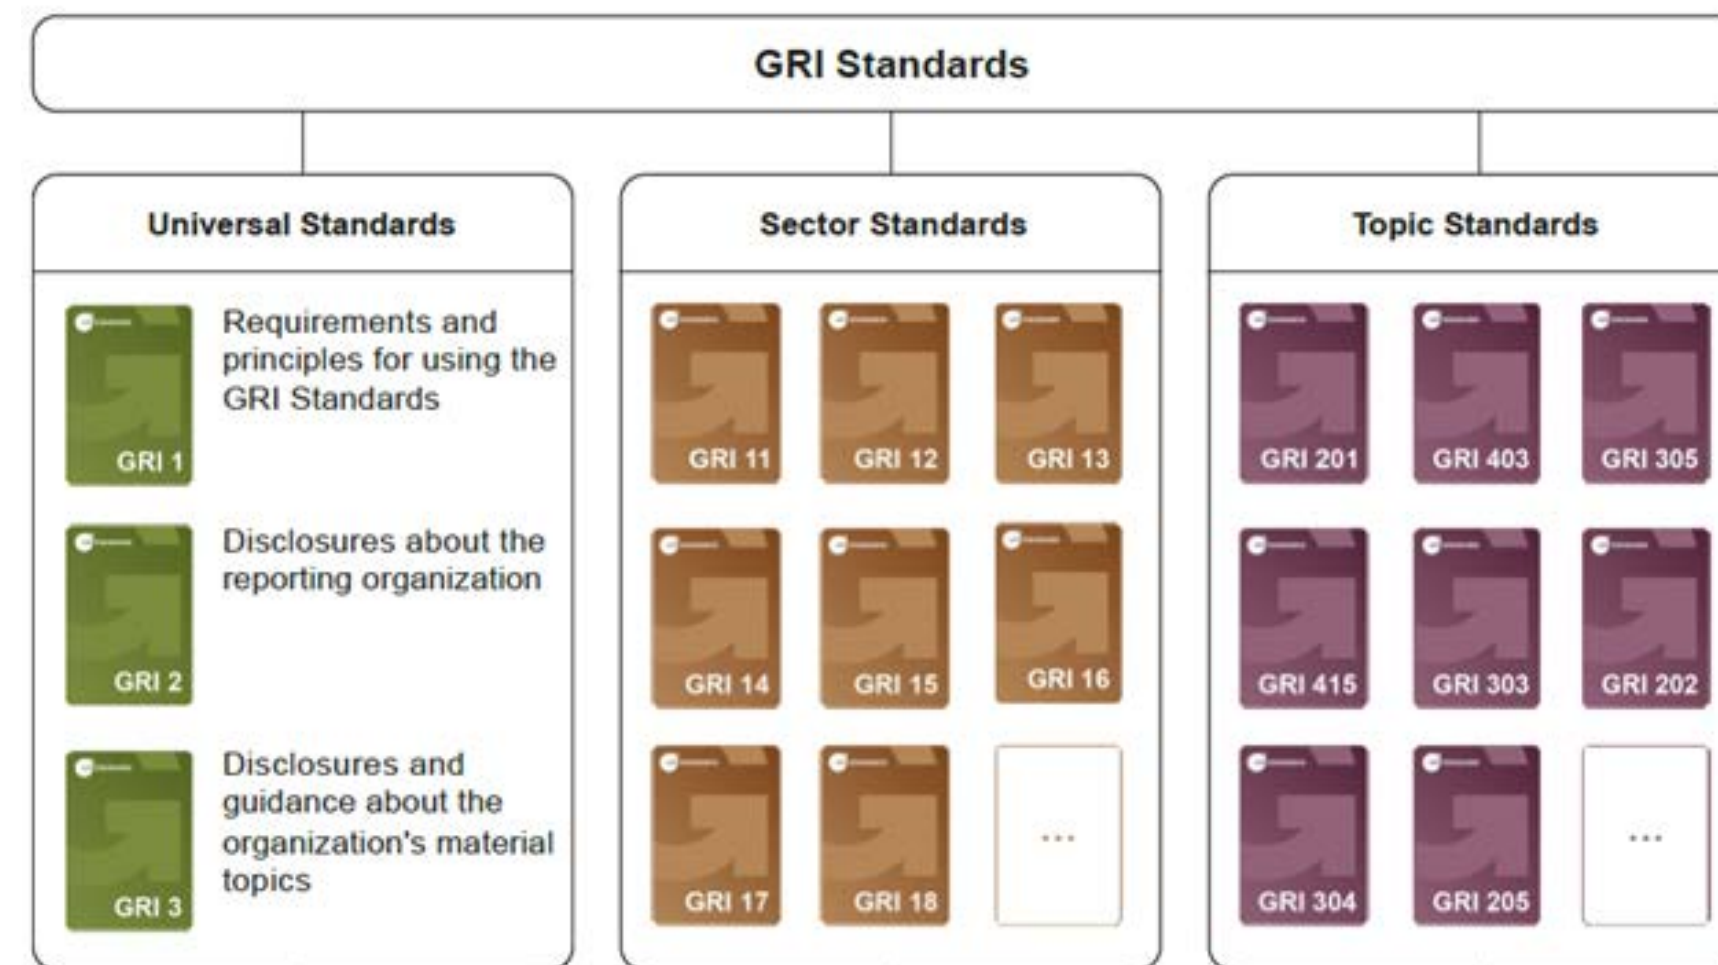 GRI Standards
Universal Standards
Requirements and
principles for using the
GRI Standards
GRI 1
Disclosures about the
reporting organization
GRI 2
Disclosures and
guidance about the
organization's material
topics
GRI 3
Sector Standards
GRI 11 GRI 12 GRI 13
GRI 14 GRI 15 GRI 16
GRI 17 GRI 18 ...
Topic Standards
GRI 201 GRI 403 GRI 305
GRI 415 GRI 303 GRI 202
GRI 304 GRI 205 ...